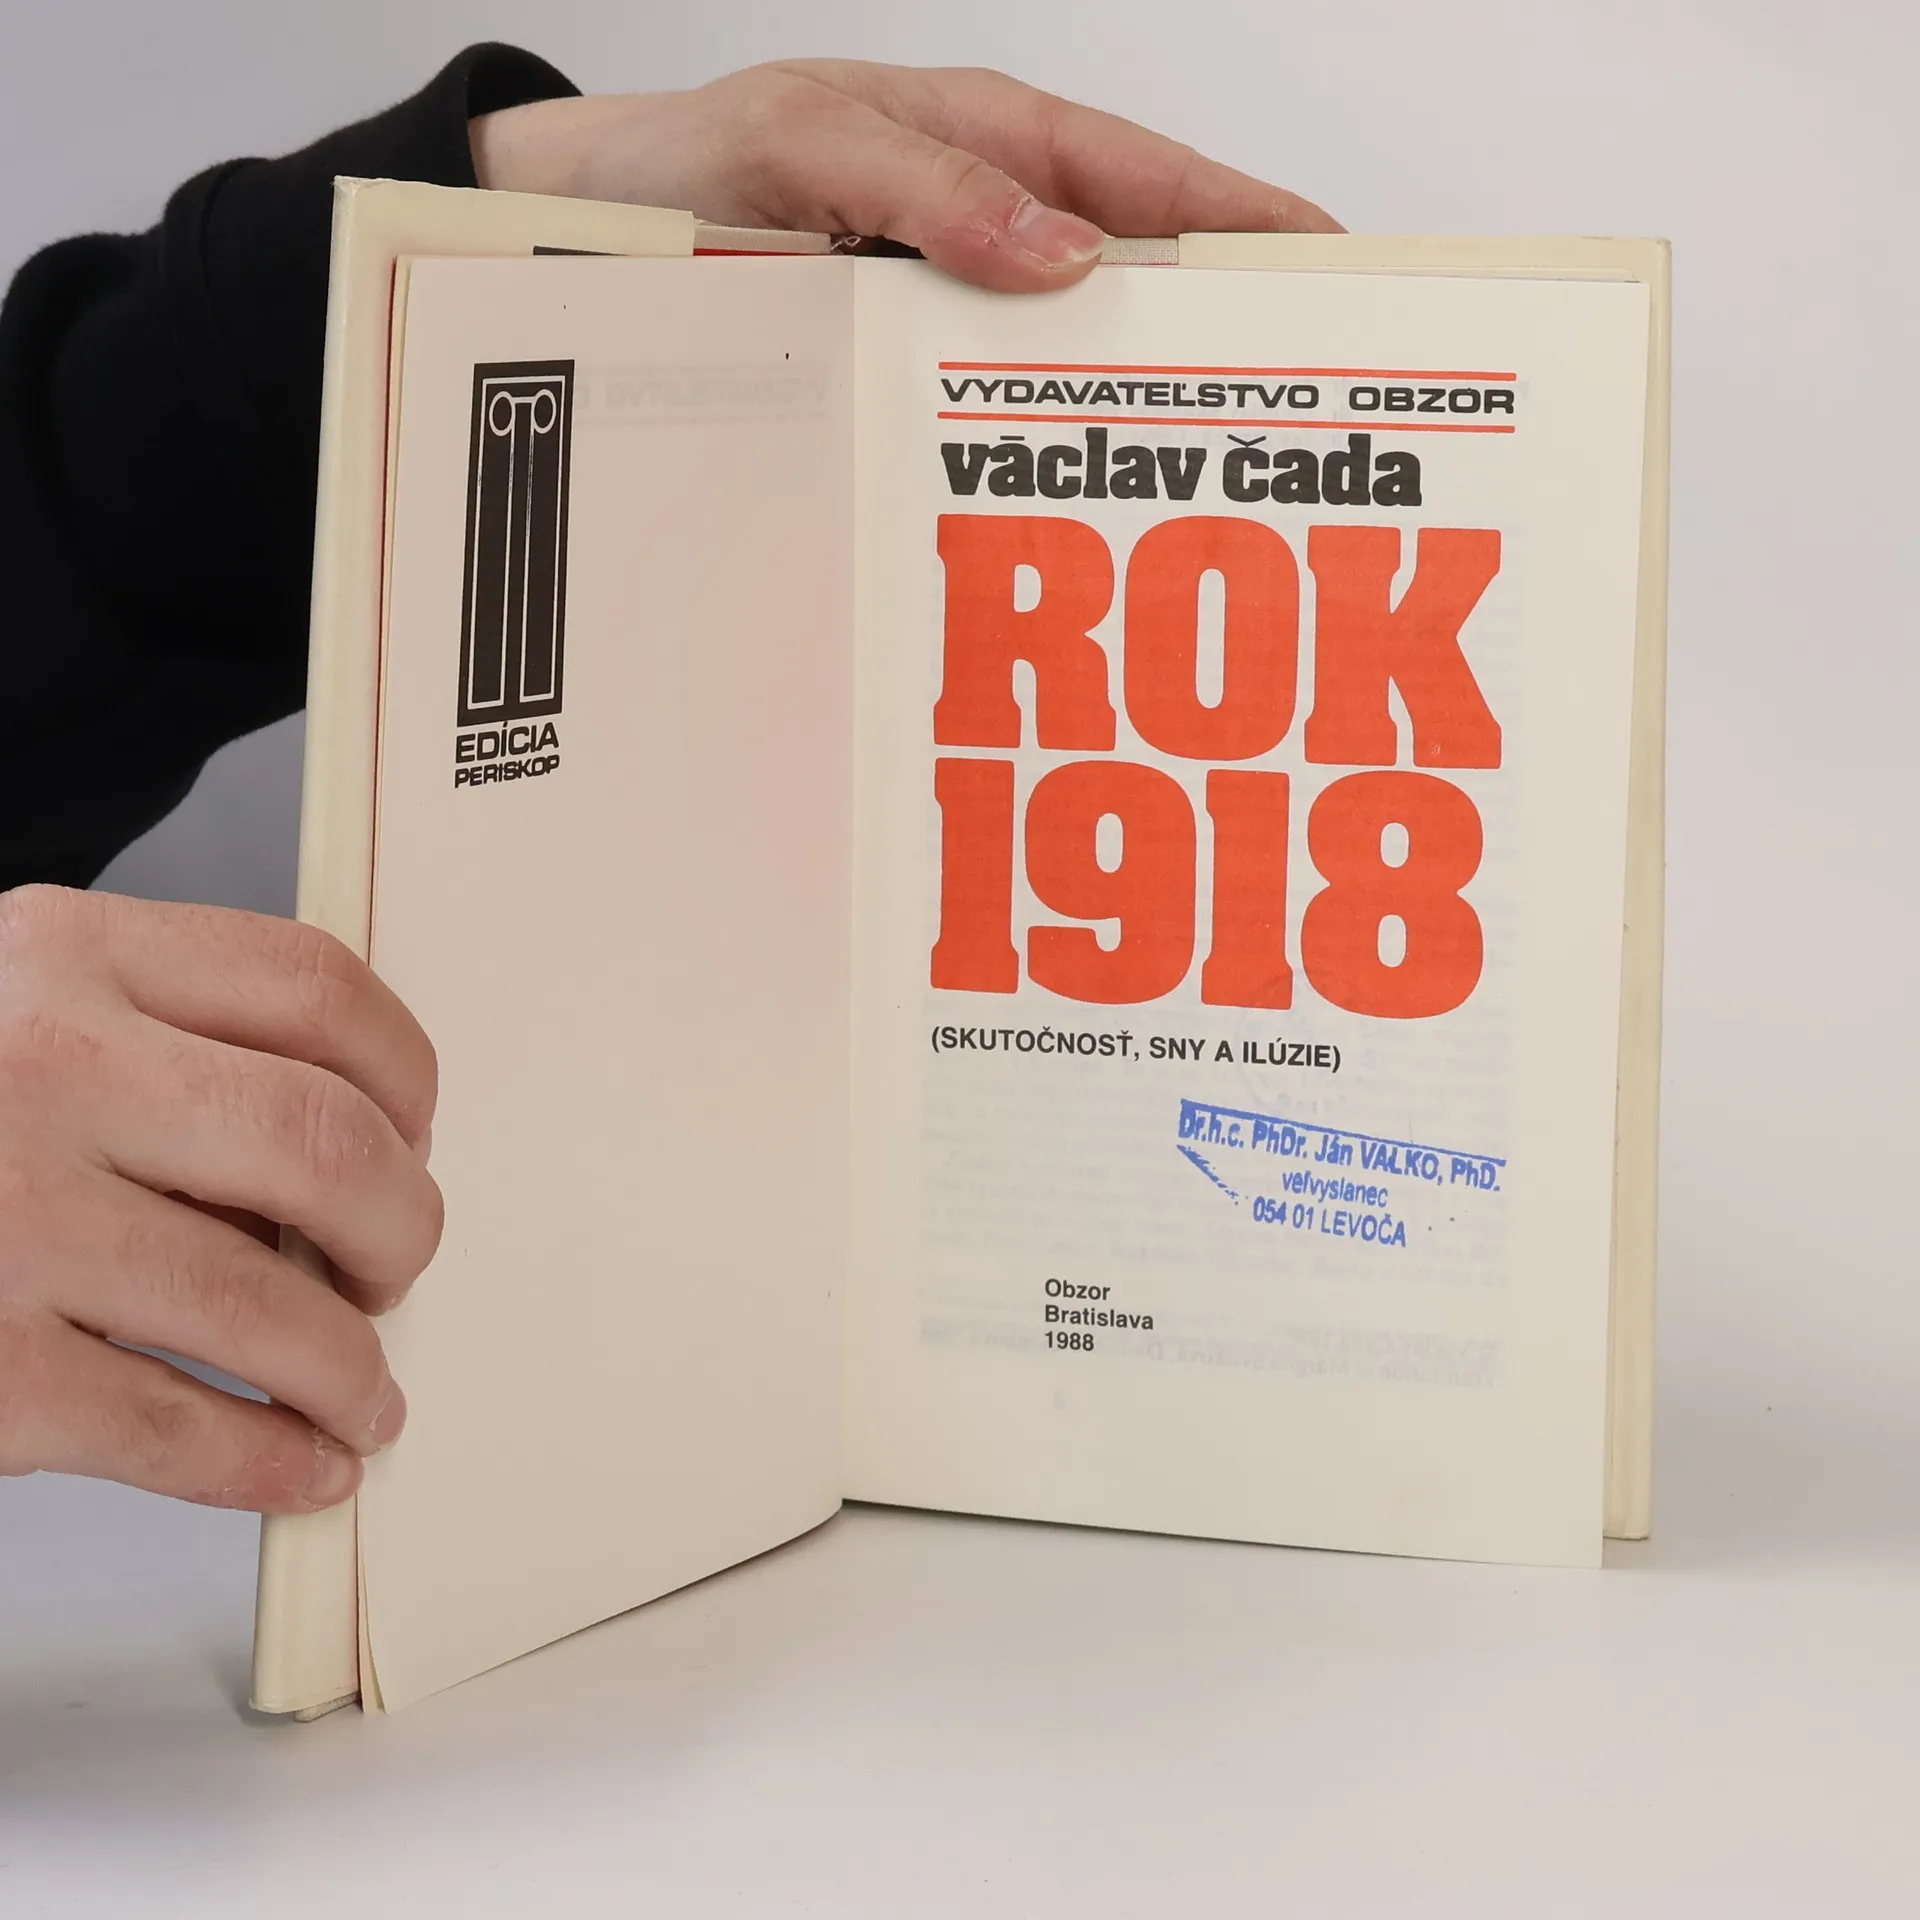 EDÍCIA
PERISKOP
VYDAVATEĽSTVO OBZOR
václav čada
ROK
1918
(SKUTOČNOSŤ, SNY A ILÚZIE)
Dr.h.c. PhDr. Ján VALKO, PhD.
veľvyslanec
054 01 LEVOČA
Obzor
Bratislava
1988